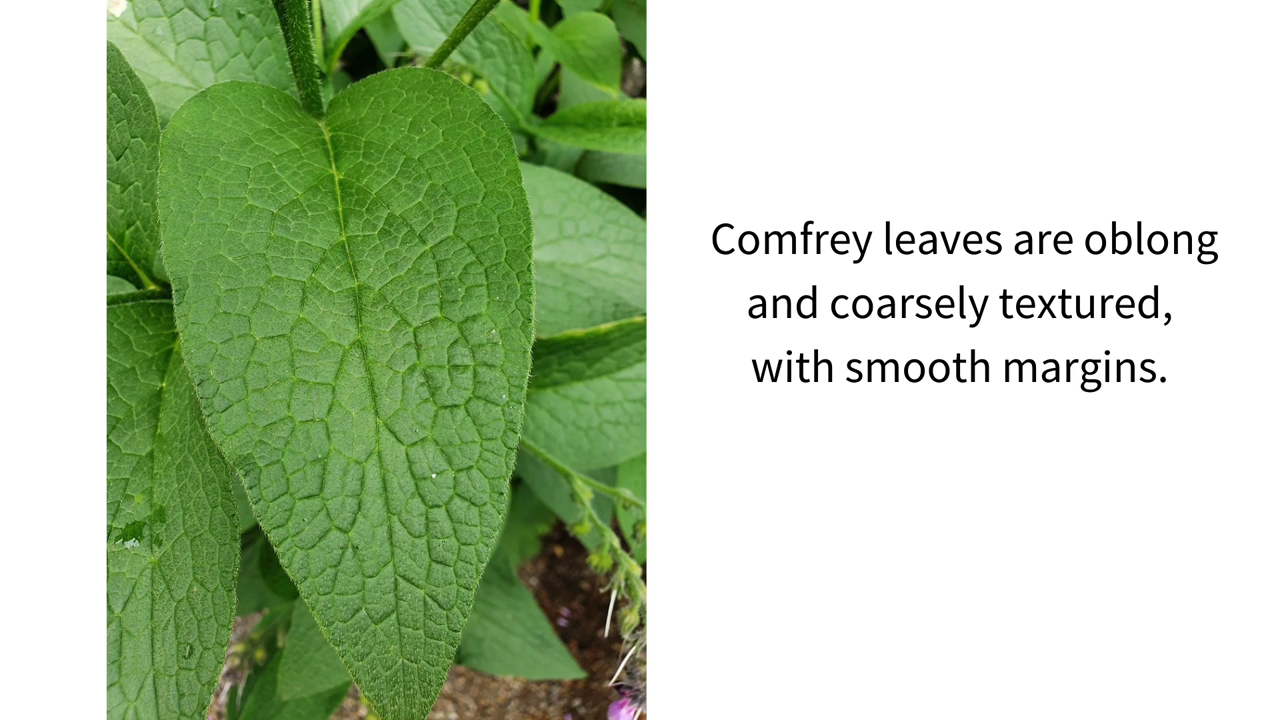 Comfrey leaves are oblong
and coarsely textured,
with smooth margins.